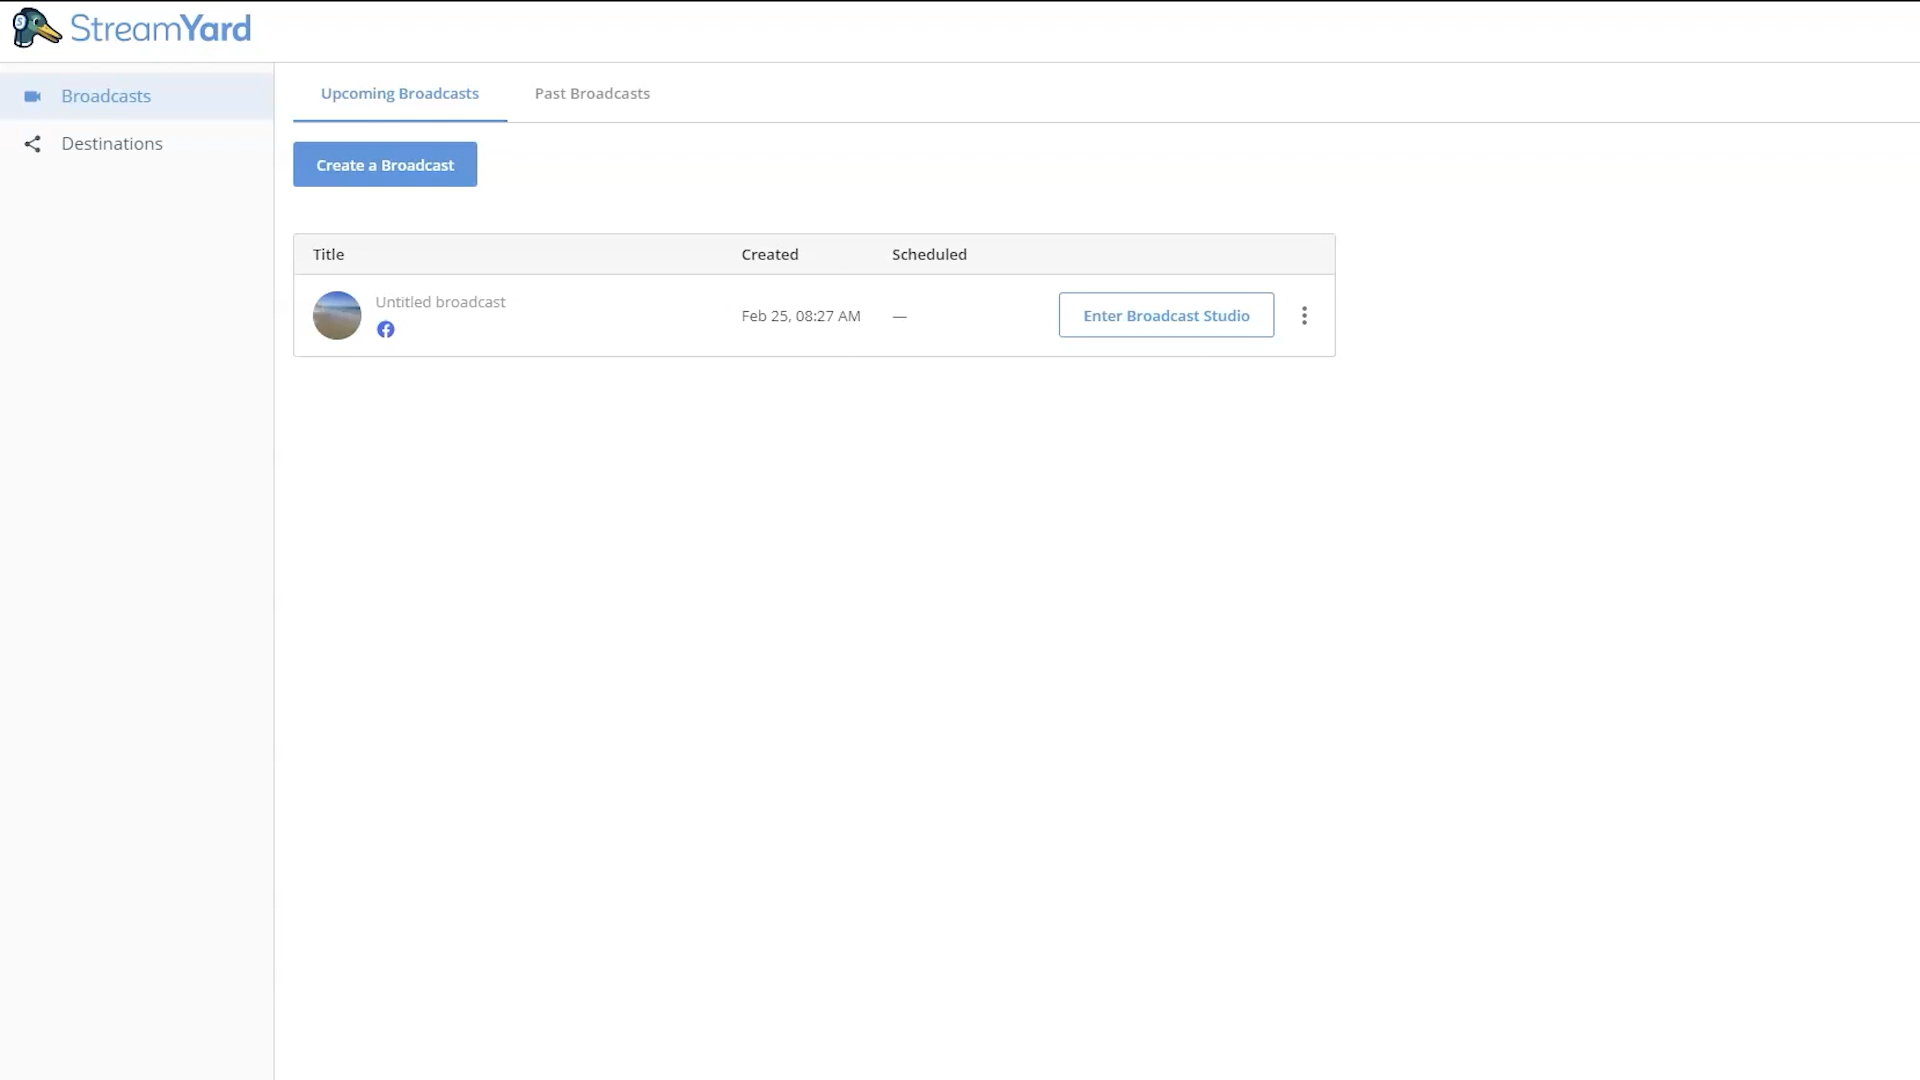 StreamYard
Broadcasts
Destinations
Upcoming Broadcasts
Past Broadcasts
Create a Broadcast
Title
Created
Scheduled
Untitled broadcast
Feb 25, 08:27 AM
—
Enter Broadcast Studio